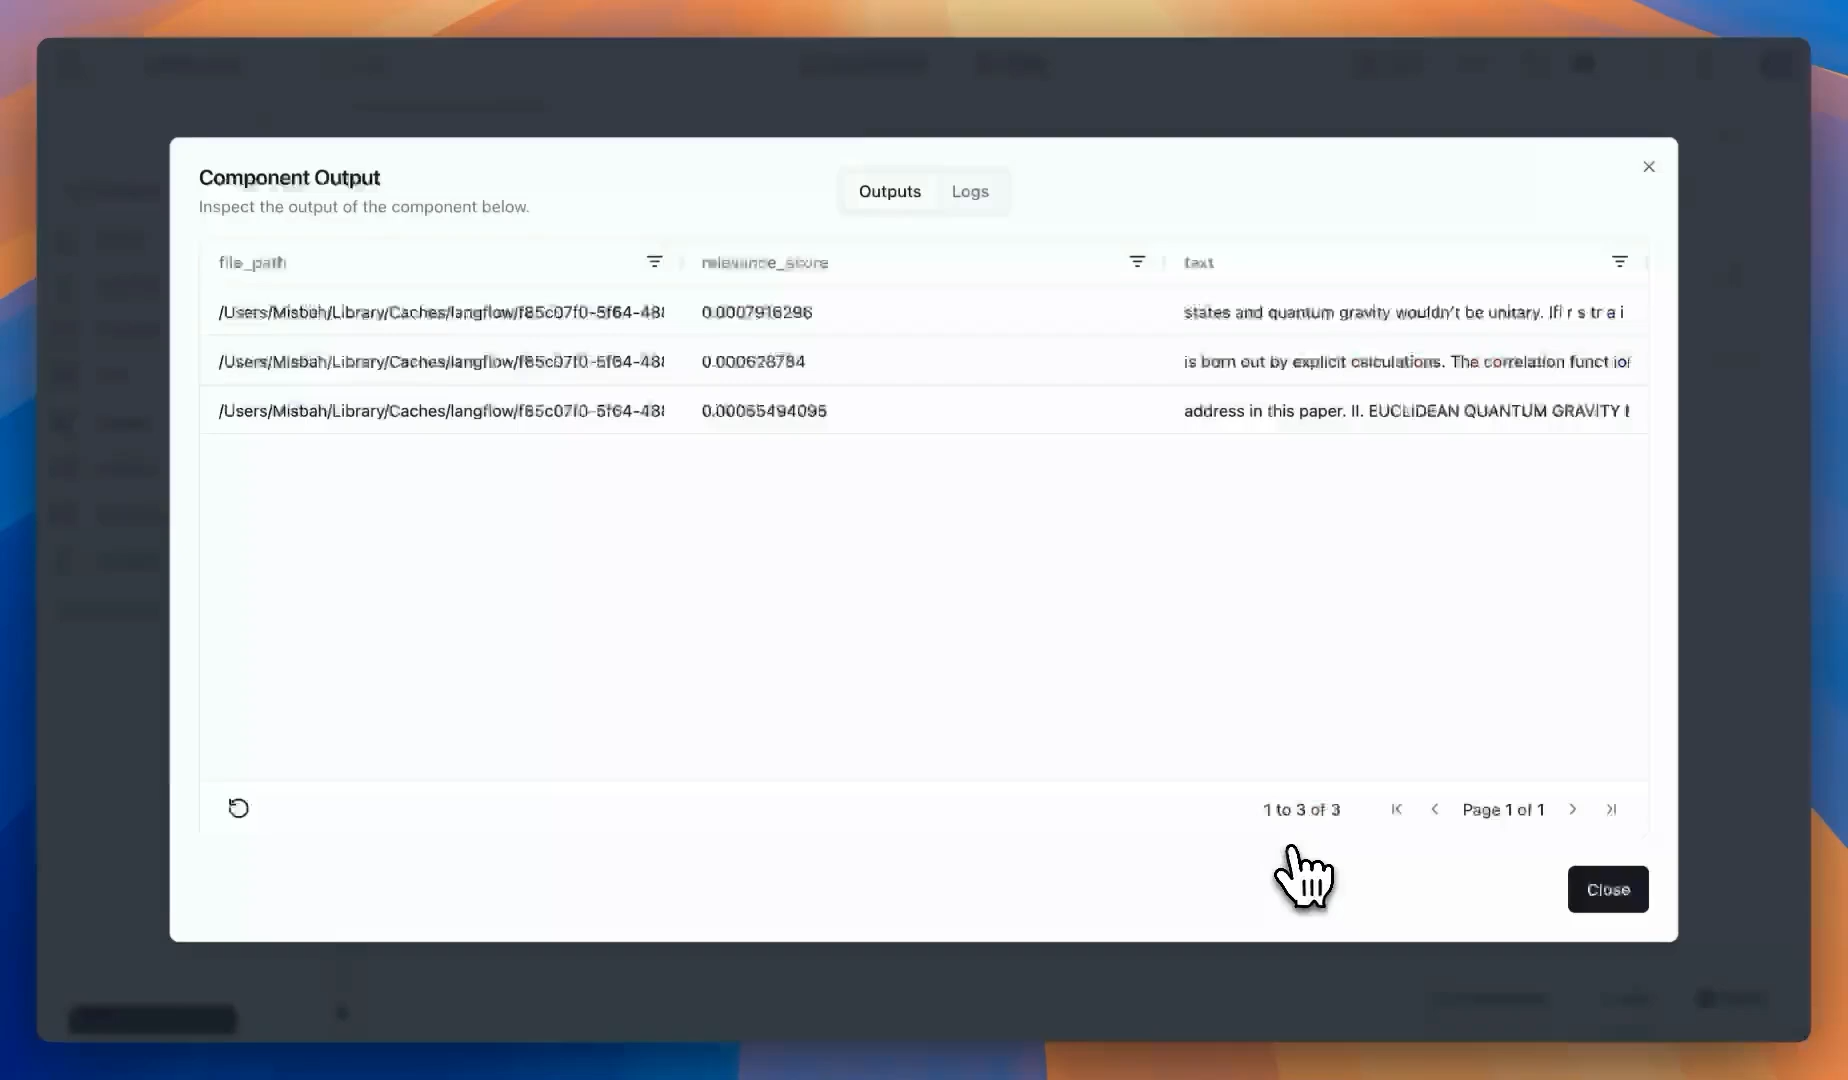 Component Output
Inspect the output of the component below.
Outputs
Logs
file_path
relevance_score
text
/Users/Misbah/Library/Caches/langflow/f85c07f0-5f64-48
0.0007916296
states and quantum gravity wouldn't be unitary. If r s tr a i
/Users/Misbah/Library/Caches/langflow/f85c07f0-5f64-48
0.000628784
is born out by explicit calculations. The correlation funct io
/Users/Misbah/Library/Caches/langflow/f85c07f0-5f64-48
0.00065494095
address in this paper. II. EUCLIDEAN QUANTUM GRAVITY
1 to 3 of 3
Page 1 of 1
Close